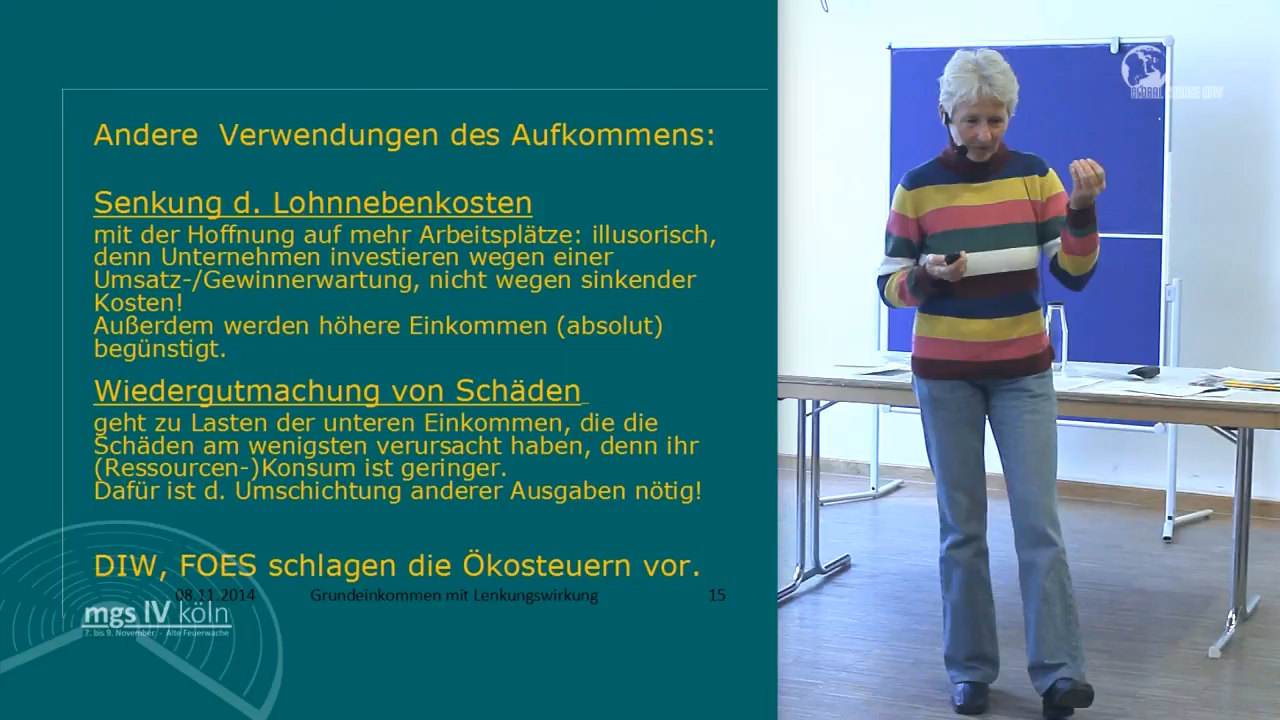 Andere  Verwendungen des Aufkommens:
Senkung d. Lohnnebenkosten
mit der Hoffnung auf mehr Arbeitsplätze: illusorisch,
denn Unternehmen investieren wegen einer
Umsatz-/Gewinnerwartung, nicht wegen sinkender
Kosten!
Außerdem werden höhere Einkommen (absolut)
begünstigt.
Wiedergutmachung von Schäden
geht zu Lasten der unteren Einkommen, die die
Schäden am wenigsten verursacht haben, denn ihr
(Ressourcen-)Konsum ist geringer.
Dafür ist d. Umschichtung anderer Ausgaben nötig!
DIW, FOES schlagen die Ökosteuern vor.
08.11.2014 Grundeinkommen mit Lenkungswirkung 15
mgs IV köln
7. bis 9. November - Alte Feuerwache
GLOBAL CHANGE NOW